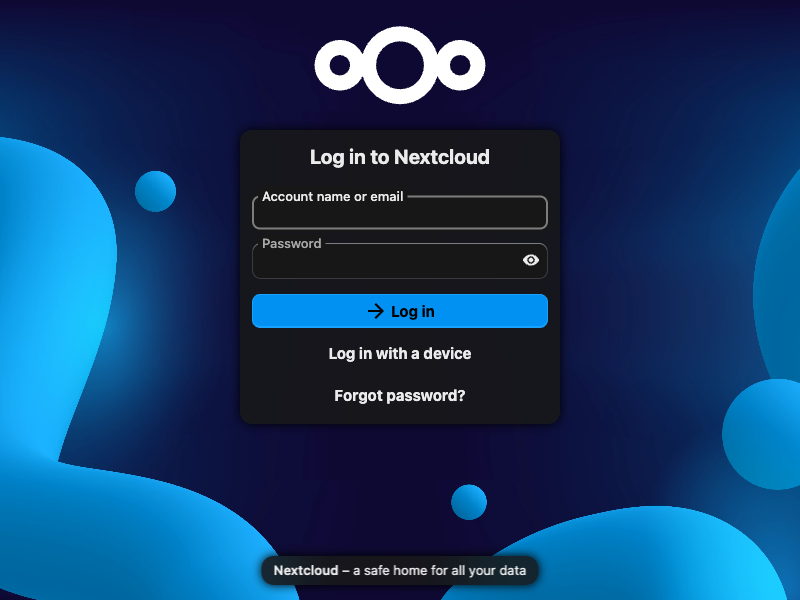 Log in to Nextcloud
Account name or email
Password
Log in
Log in with a device
Forgot password?
Nextcloud – a safe home for all your data